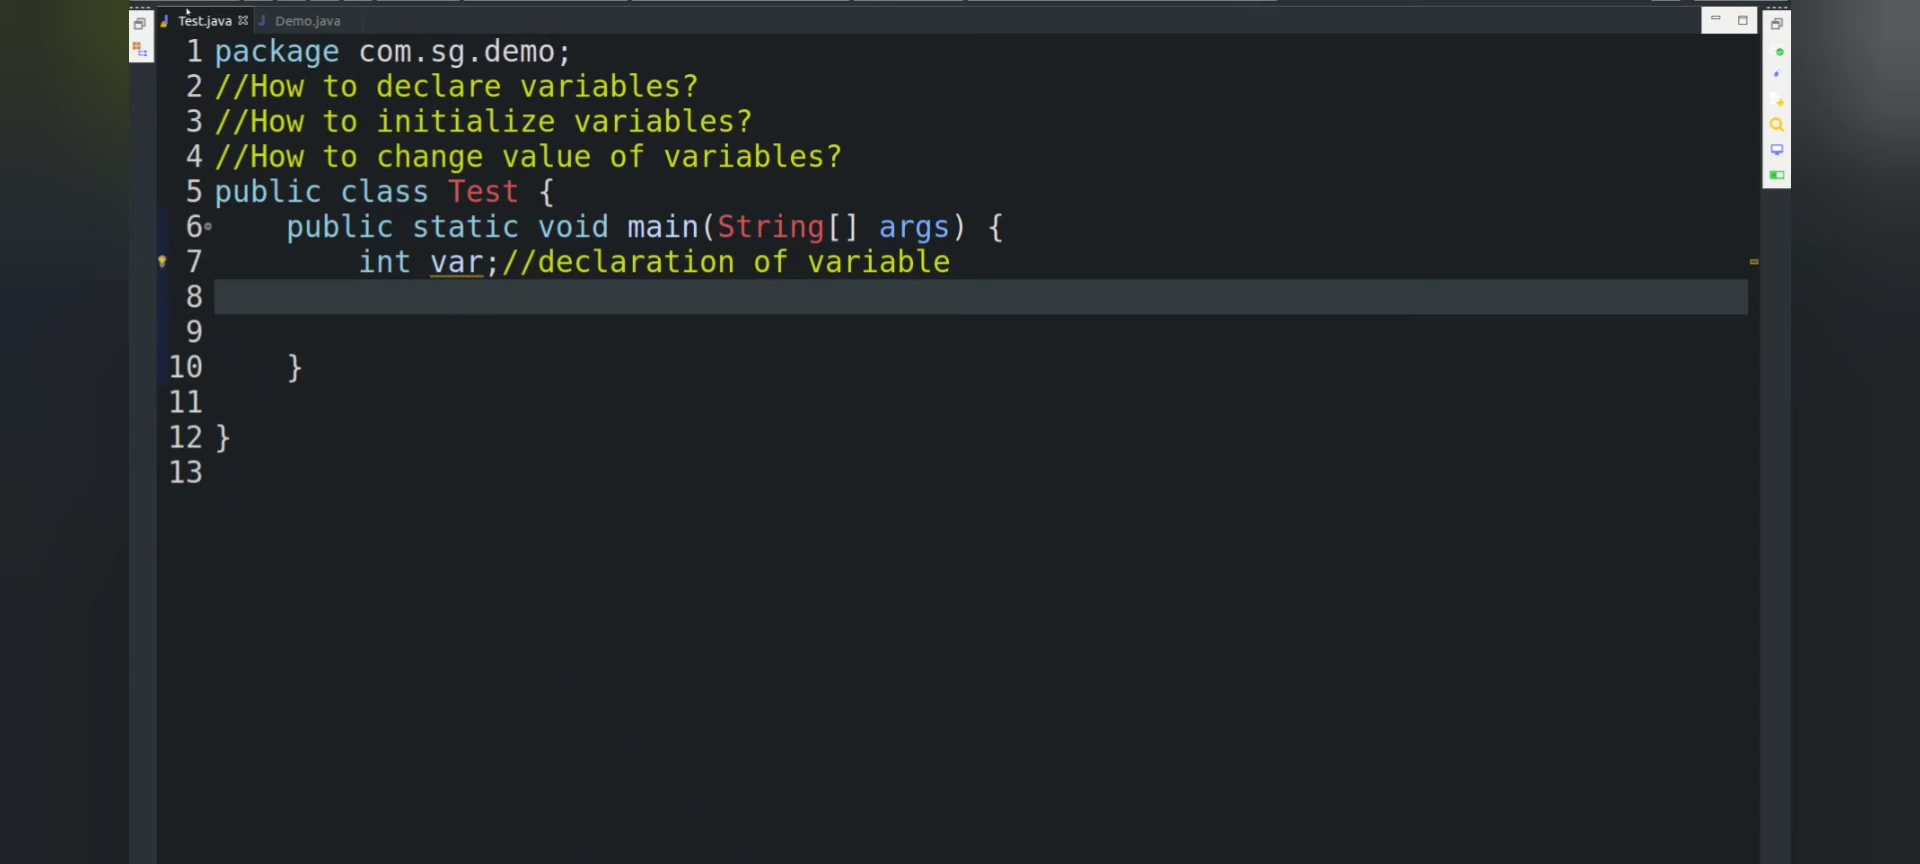 Test.java Demo.java
1 package com.sg.demo;
2 //How to declare variables?
3 //How to initialize variables?
4 //How to change value of variables?
5 public class Test {
6 public static void main(String[] args) {
7 int var;//declaration of variable
8
9
10 }
11
12 }
13